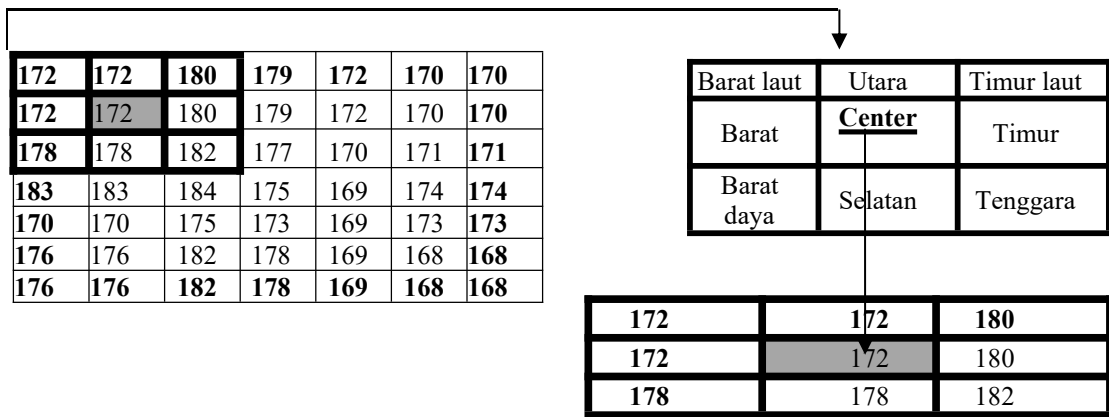 172 172 180 179 172 170 170
172 172 180 179 172 170 170
178 178 182 177 170 171 171
183 183 184 175 169 174 174
170 170 175 173 169 173 173
176 176 182 178 169 168 168
176 176 182 178 169 168 168
Barat laut Utara Timur laut
Barat Center Timur
Barat daya Selatan Tenggara
172 172 180
172 172 180
178 178 182